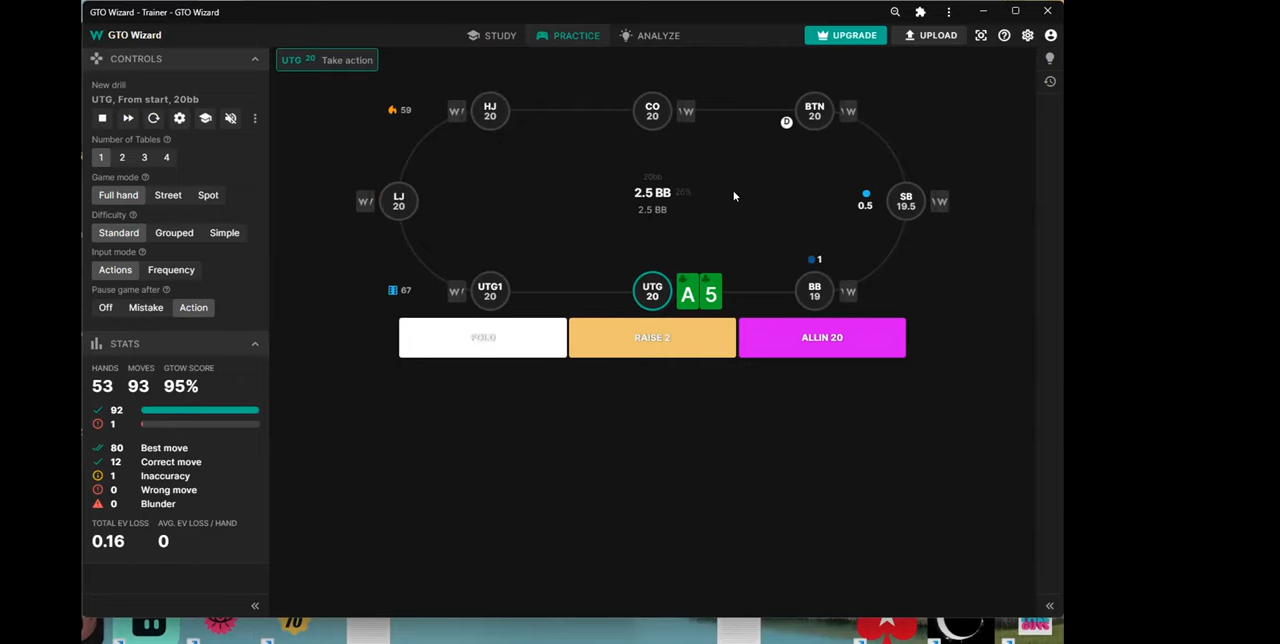 GTO Wizard - Trainer - GTO Wizard
W GTO Wizard
STUDY
PRACTICE
ANALYZE
UPGRADE
UPLOAD
CONTROLS
New drill
UTG, From start, 20bb
Number of Tables
1 2 3 4
Game mode
Full hand Street Spot
Difficulty
Standard Grouped Simple
Input mode
Actions Frequency
Pause game after
Off Mistake Action
STATS
HANDS MOVES GTOW SCORE
53 93 95%
92
1
80 Best move
12 Correct move
1 Inaccuracy
0 Wrong move
0 Blunder
TOTAL EV LOSS AVG. EV LOSS / HAND
0.16 0
UTG 20 Take action
59
HJ
20
CO
20
BTN
20
D
LJ
20
20bb
2.5 BB 26%
2.5 BB
0.5
SB
19.5
67
UTG1
20
UTG
20
A 5
1
BB
19
FOLD
RAISE 2
ALLIN 20